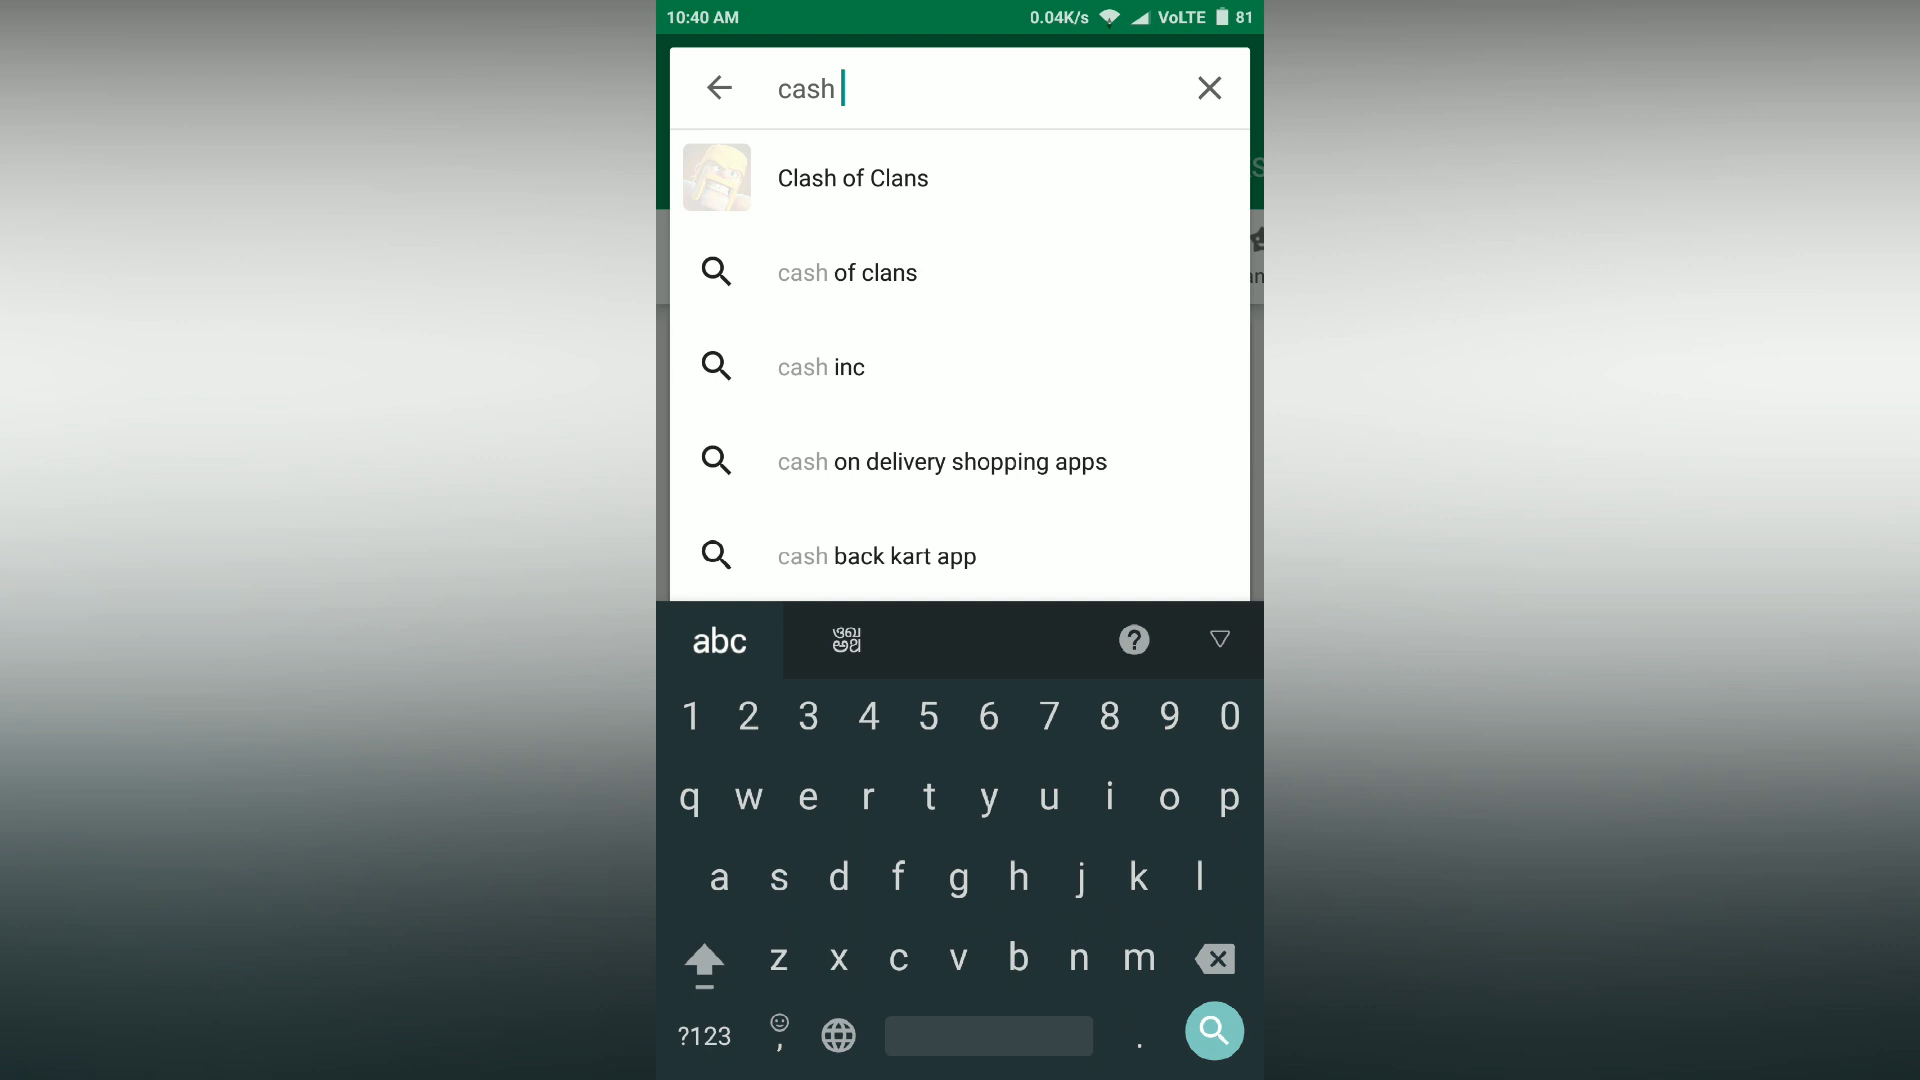 10:40 AM 0.04K/s VoLTE 81
cash
Clash of Clans
cash of clans
cash inc
cash on delivery shopping apps
cash back kart app
abc
1 2 3 4 5 6 7 8 9 0
q w e r t y u i o p
a s d f g h j k l
z x c v b n m
?123 , .